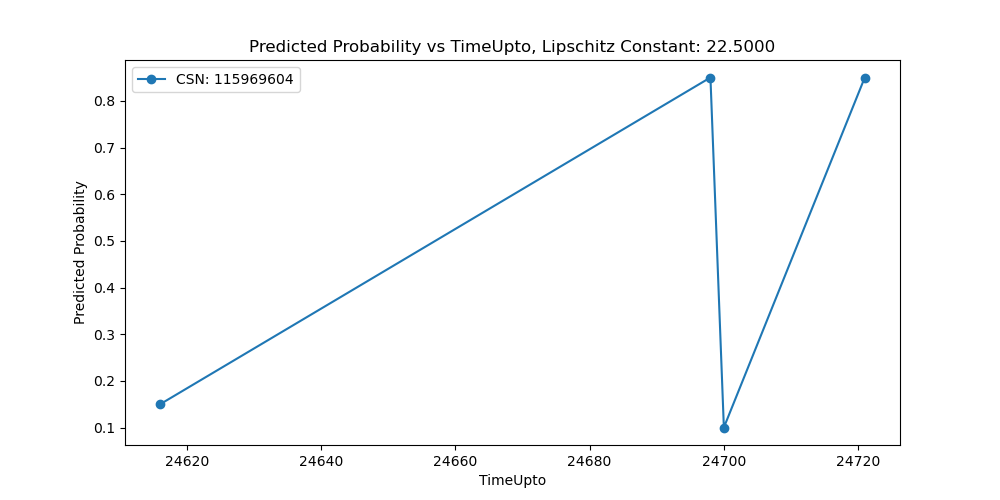 Predicted Probability vs TimeUpto, Lipschitz Constant: 22.5000
CSN: 115969604
Predicted Probability
0.8
0.7
0.6
0.5
0.4
0.3
0.2
0.1
24620 24640 24660 24680 24700 24720
TimeUpto